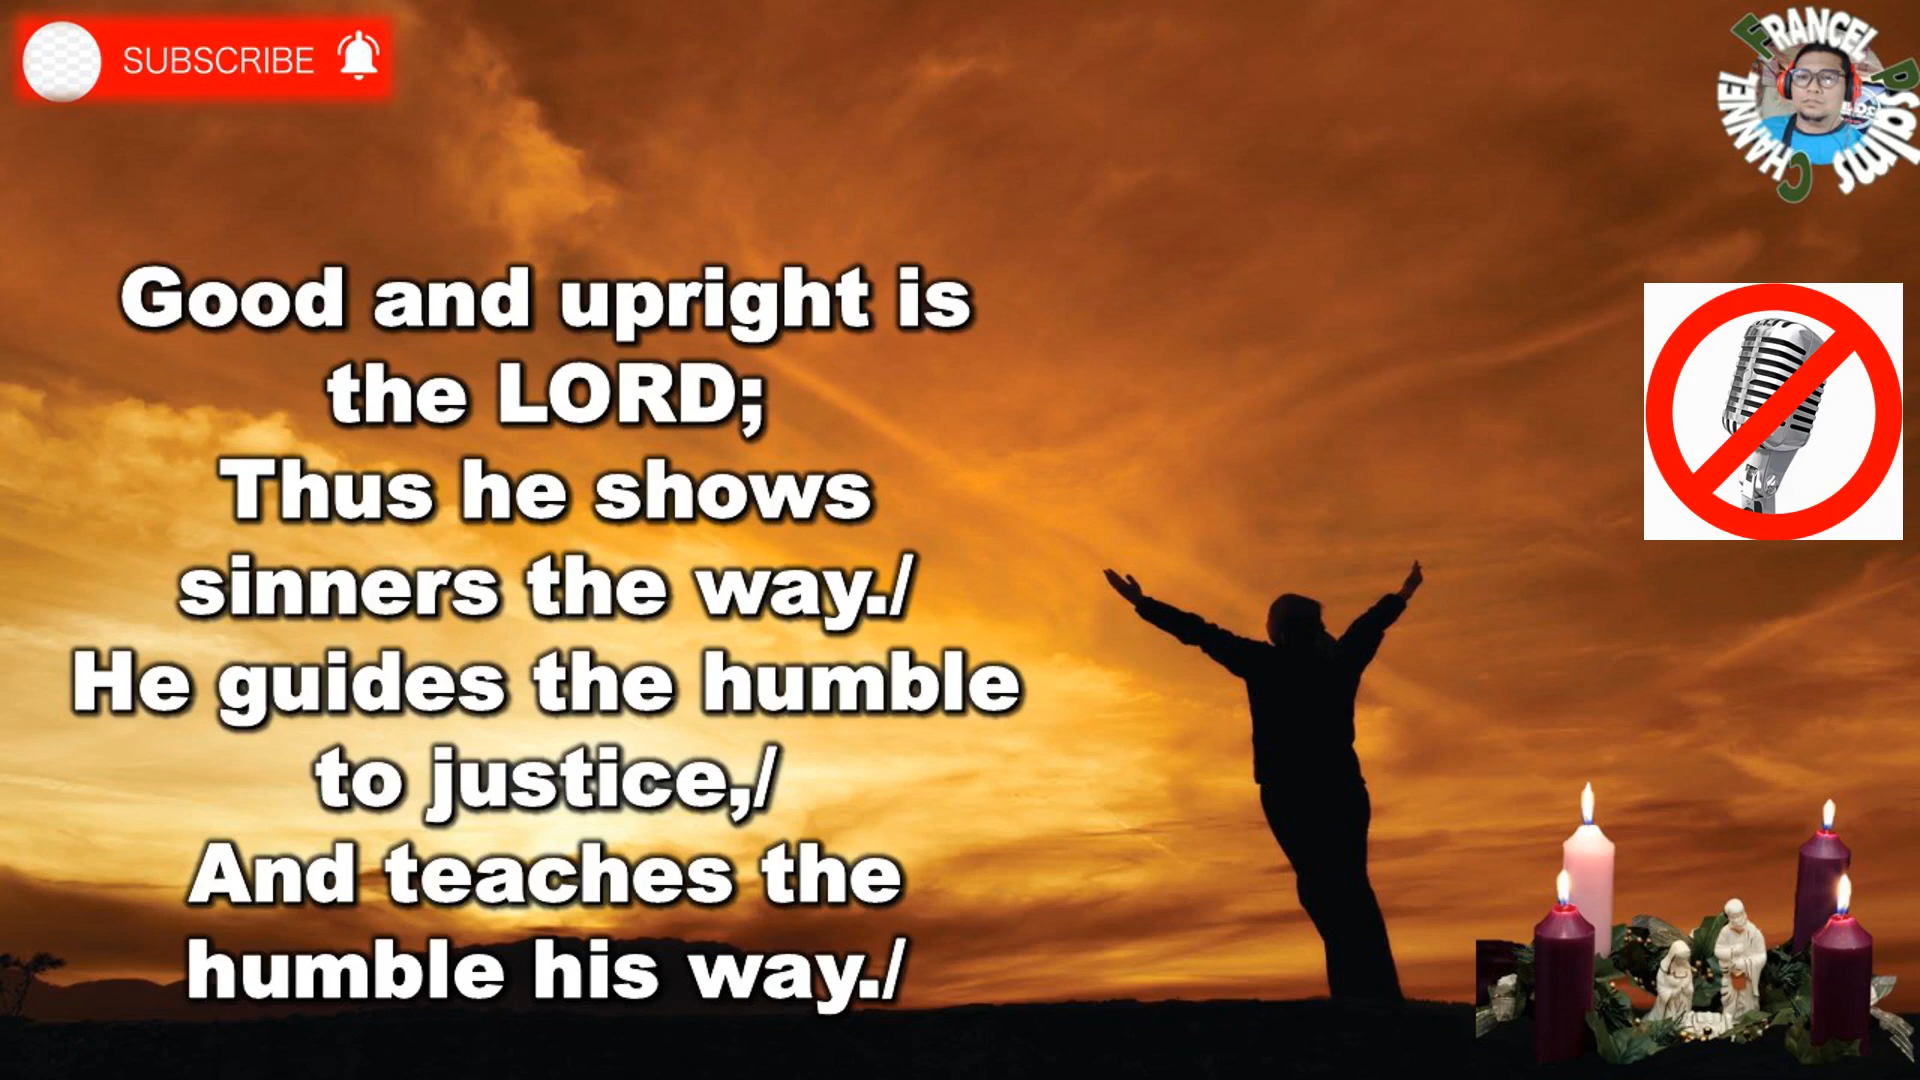 SUBSCRIBE
FRANCEL Psalms CHANNEL
Good and upright is
the LORD;
Thus he shows
sinners the way./
He guides the humble
to justice,/
And teaches the
humble his way./